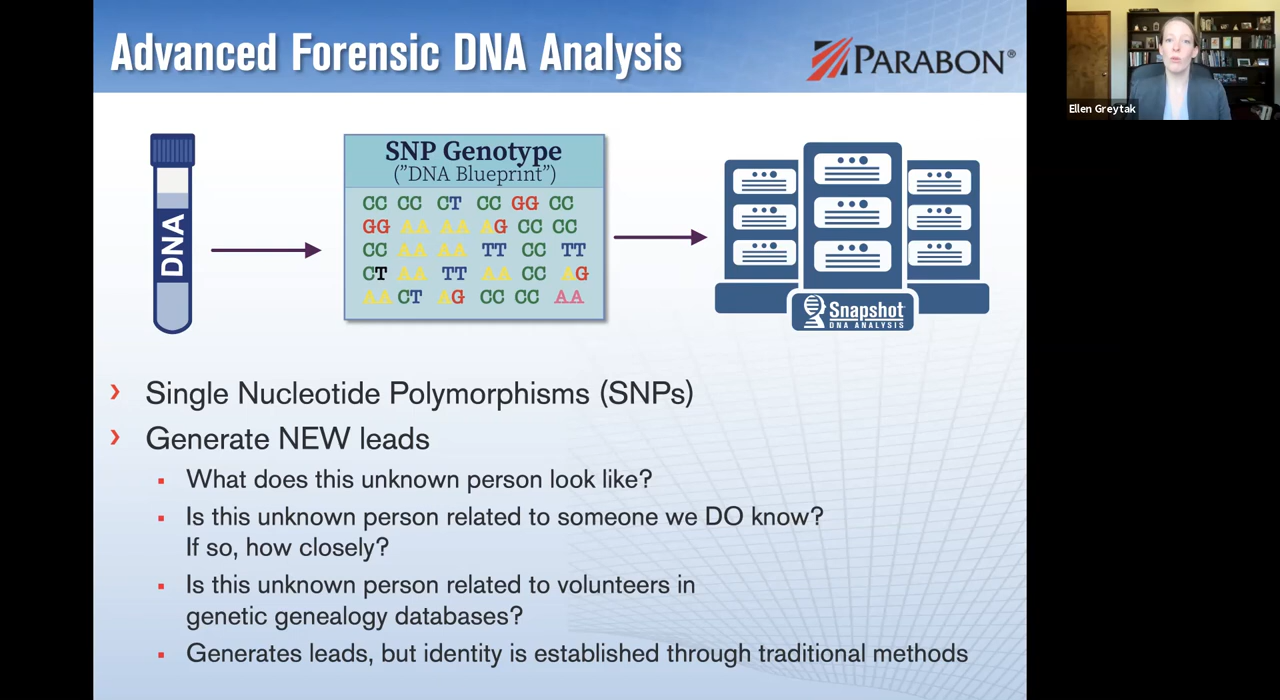 Advanced Forensic DNA Analysis
PARABON®
Ellen Greytak
DNA
SNP Genotype
("DNA Blueprint")
CC CC CT CC GG CC
GG AA AA AG CC CC
CC AA AA TT CC TT
CT AA TT AA CC AG
AA CT AG CC CC AA
Snapshot
DNA ANALYSIS
Single Nucleotide Polymorphisms (SNPs)
Generate NEW leads
What does this unknown person look like?
Is this unknown person related to someone we DO know?
If so, how closely?
Is this unknown person related to volunteers in
genetic genealogy databases?
Generates leads, but identity is established through traditional methods